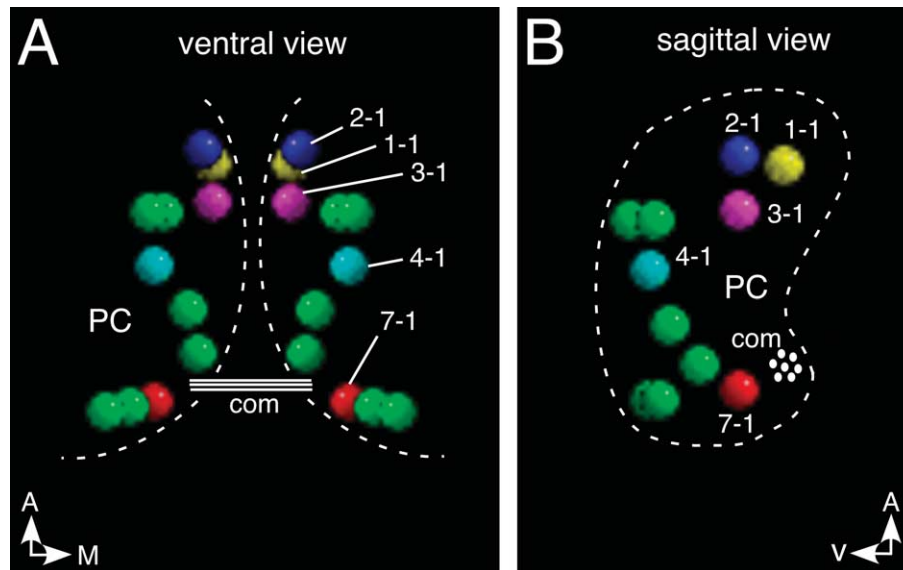 A
ventral view
2-1
1-1
3-1
4-1
PC
7-1
com
A
M
B
sagittal view
2-1
1-1
3-1
4-1
PC
com
7-1
A
V